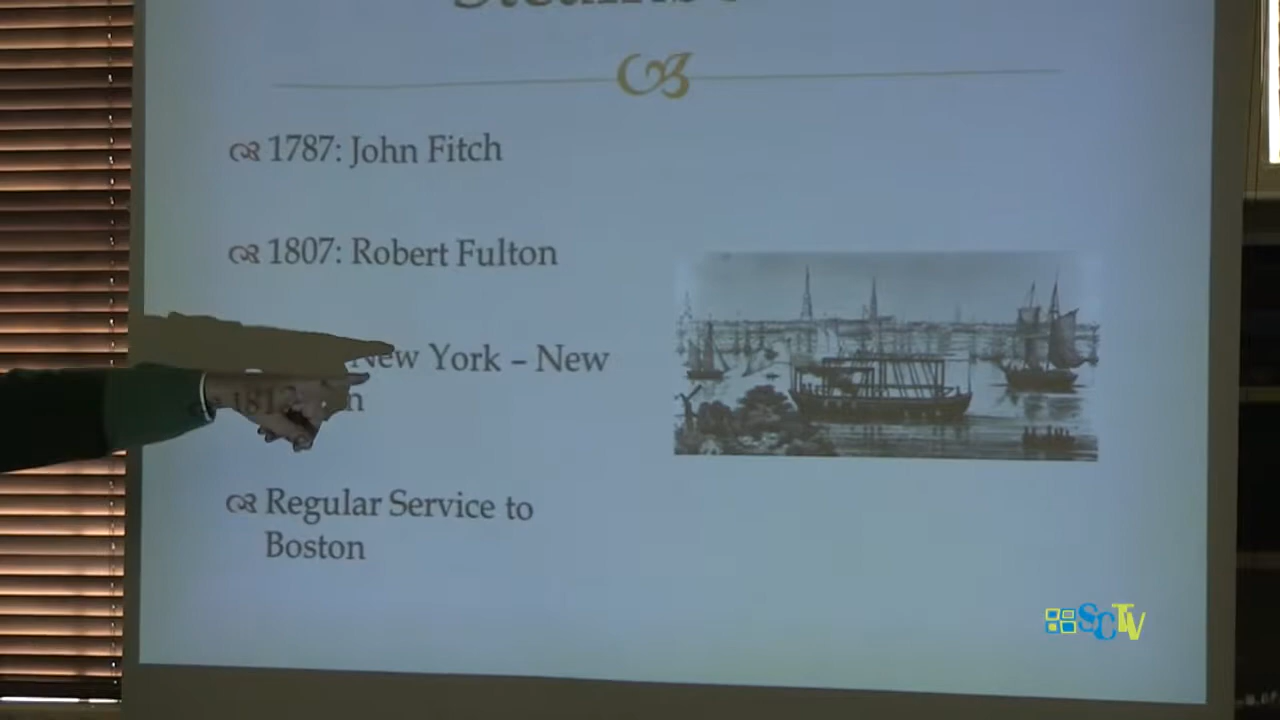 1787: John Fitch
1807: Robert Fulton
New York – New
Regular Service to
Boston
SCTV